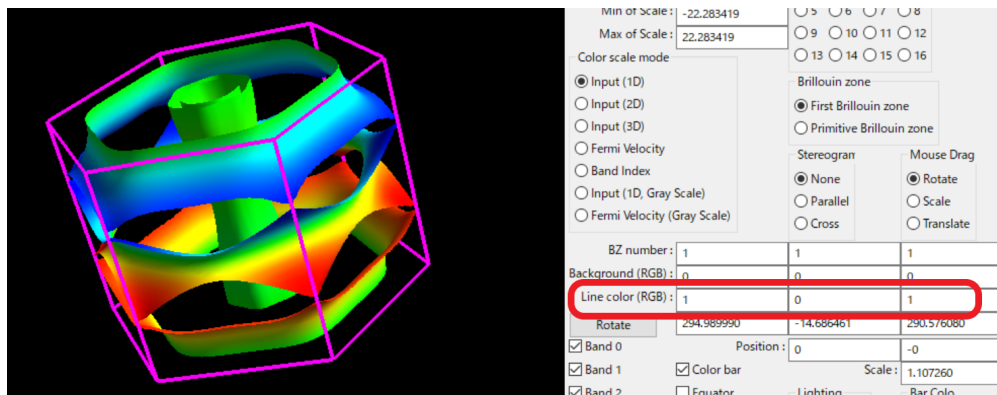 Min of Scale : -22.283419 5 6 7 8
Max of Scale : 22.283419 9 10 11 12
13 14 15 16
Color scale mode
Input (1D)
Input (2D)
Input (3D)
Fermi Velocity
Band Index
Input (1D, Gray Scale)
Fermi Velocity (Gray Scale)
Brillouin zone
First Brillouin zone
Primitive Brillouin zone
Stereogran Mouse Drag
None Rotate
Parallel Scale
Cross Translate
BZ number : 1 1 1
Background (RGB) : 0 0 0
Line color (RGB) : 1 0 1
Rotate 294.989990 -14.686461 290.576080
Band 0 Position : 0 -0
Band 1 Color bar Scale : 1.107260
Band 2 Equator Lighting Bar Colo